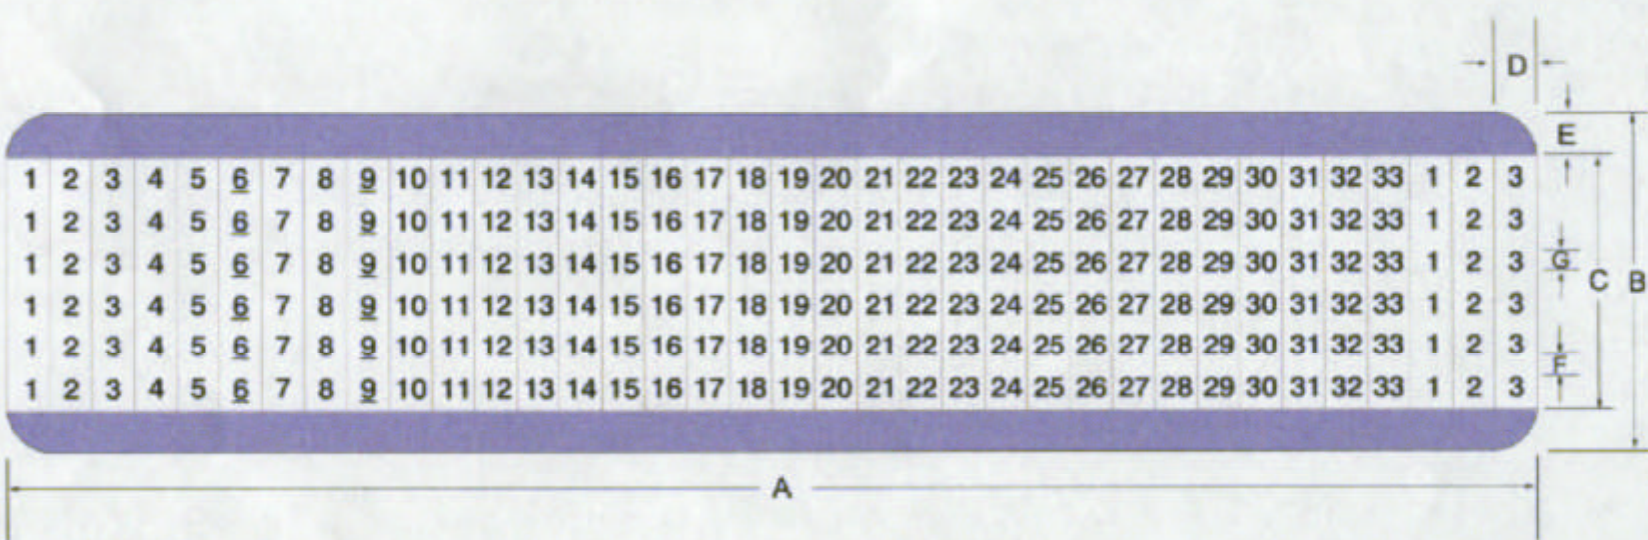 D
E
1 2 3 4 5 6 7 8 9 10 11 12 13 14 15 16 17 18 19 20 21 22 23 24 25 26 27 28 29 30 31 32 33 1 2 3
1 2 3 4 5 6 7 8 9 10 11 12 13 14 15 16 17 18 19 20 21 22 23 24 25 26 27 28 29 30 31 32 33 1 2 3
1 2 3 4 5 6 7 8 9 10 11 12 13 14 15 16 17 18 19 20 21 22 23 24 25 26 27 28 29 30 31 32 33 1 2 3 G
C B
1 2 3 4 5 6 7 8 9 10 11 12 13 14 15 16 17 18 19 20 21 22 23 24 25 26 27 28 29 30 31 32 33 1 2 3
1 2 3 4 5 6 7 8 9 10 11 12 13 14 15 16 17 18 19 20 21 22 23 24 25 26 27 28 29 30 31 32 33 1 2 3
F
1 2 3 4 5 6 7 8 9 10 11 12 13 14 15 16 17 18 19 20 21 22 23 24 25 26 27 28 29 30 31 32 33 1 2 3
A